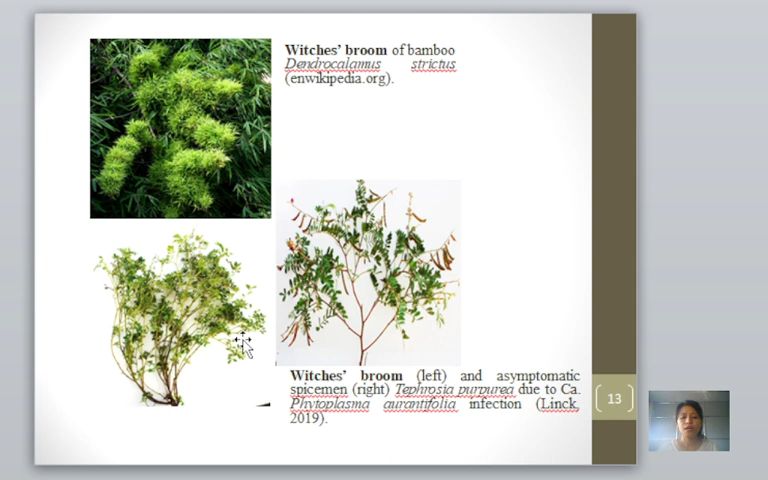 Witches’ broom of bamboo
Dendrocalamus strictus
(enwikipedia.org).
Witches’ broom (left) and asymptomatic
spicemen (right) Tephrosia purpurea due to Ca.
Phytoplasma aurantifolia infection (Linck,
2019).
13